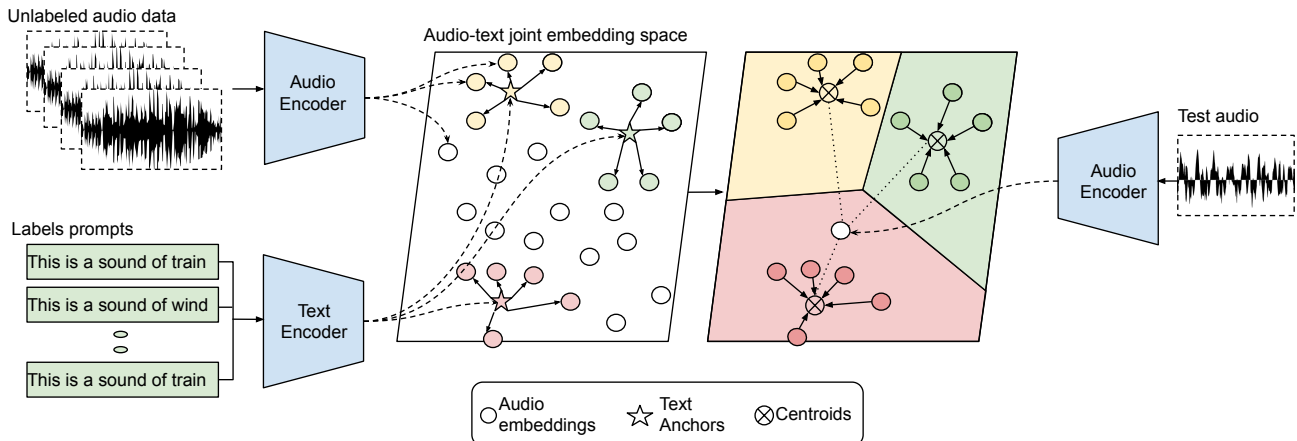 Unlabeled audio data
Audio
Encoder
Audio-text joint embedding space
Test audio
Audio
Encoder
Labels prompts
This is a sound of train
This is a sound of wind
This is a sound of train
Text
Encoder
Audio
embeddings
Text
Anchors
Centroids